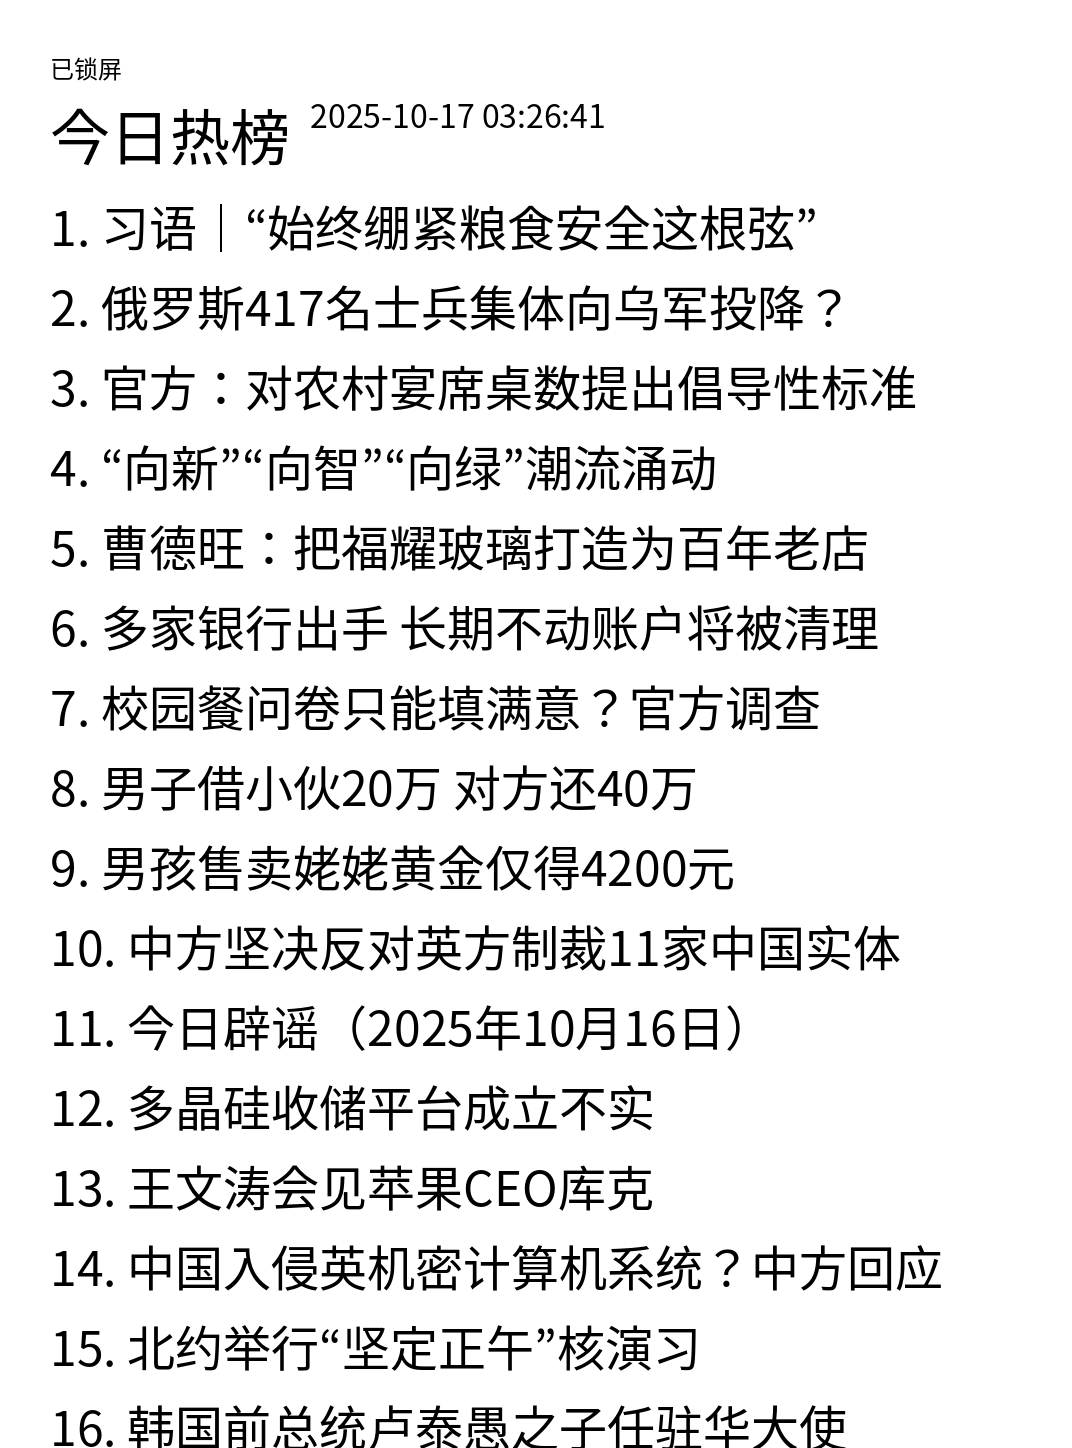 已锁屏
今日热榜 2025-10-17 03:26:41
1. 习语｜“始终绷紧粮食安全这根弦”
2. 俄罗斯417名士兵集体向乌军投降？
3. 官方：对农村宴席桌数提出倡导性标准
4. “向新”“向智”“向绿”潮流涌动
5. 曹德旺：把福耀玻璃打造为百年老店
6. 多家银行出手 长期不动账户将被清理
7. 校园餐问卷只能填满意？官方调查
8. 男子借小伙20万 对方还40万
9. 男孩售卖姥姥黄金仅得4200元
10. 中方坚决反对英方制裁11家中国实体
11. 今日辟谣（2025年10月16日）
12. 多晶硅收储平台成立不实
13. 王文涛会见苹果CEO库克
14. 中国入侵英机密计算机系统？中方回应
15. 北约举行“坚定正午”核演习
16. 韩国前总统卢泰愚之子任驻华大使